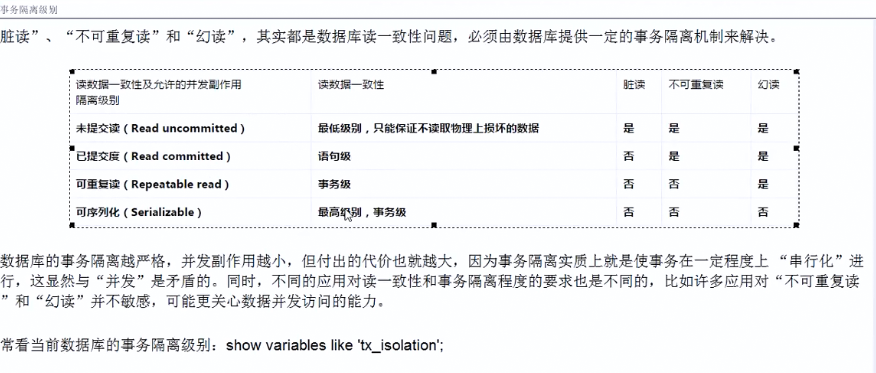 事务隔离级别
脏读”、“不可重复读”和“幻读”，其实都是数据库读一致性问题，必须由数据库提供一定的事务隔离机制来解决。
读数据一致性及允许的并发副作用 读数据一致性 脏读 不可重复读 幻读
隔离级别
未提交读（Read uncommitted） 最低级别，只能保证不读取物理上损坏的数据 是 是 是
已提交度（Read committed） 语句级 否 是 是
可重复读（Repeatable read） 事务级 否 否 是
可序列化（Serializable） 最高级别，事务级 否 否 否
数据库的事务隔离越严格，并发副作用越小，但付出的代价也就越大，因为事务隔离实质上就是使事务在一定程度上 “串行化”进
行，这显然与“并发”是矛盾的。同时，不同的应用对读一致性和事务隔离程度的要求也是不同的，比如许多应用对“不可重复读
”和“幻读”并不敏感，可能更关心数据并发访问的能力。
常看当前数据库的事务隔离级别：show variables like 'tx_isolation';